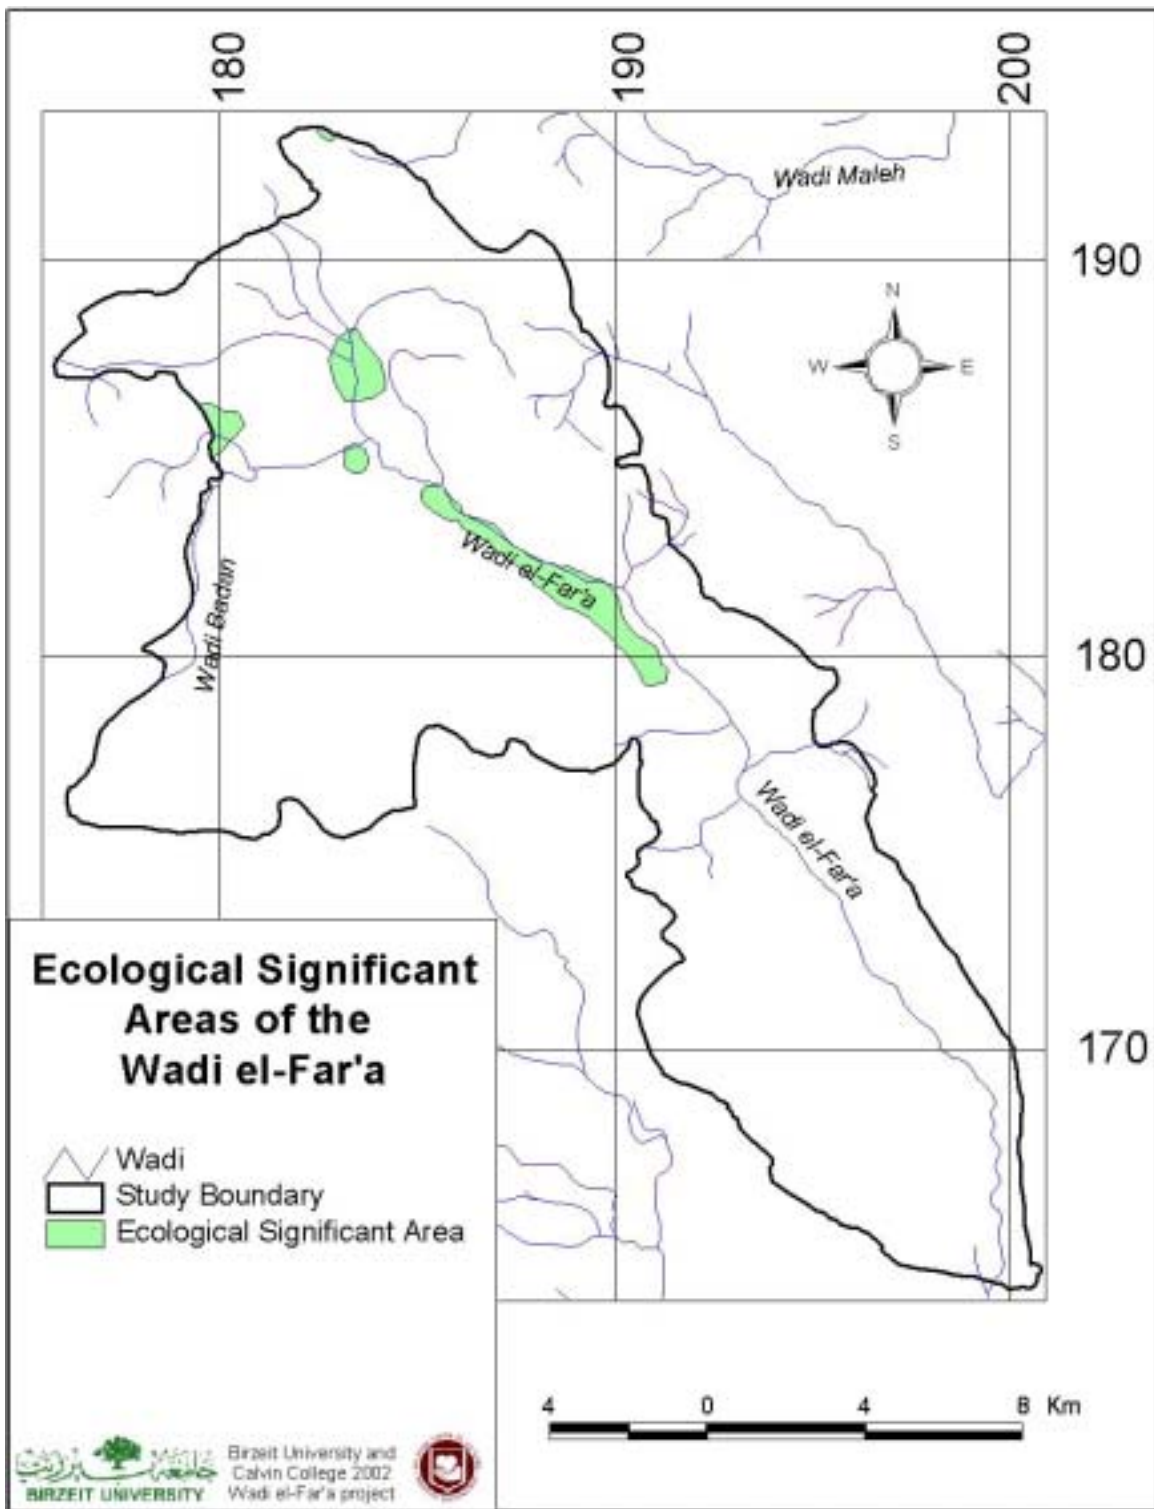 180
190
200
Wadi Maleh
190
Wadi el-Far'a
Wadi Badan
180
Wadi el-Far'a
170
N
W E
S
Ecological Significant
Areas of the
Wadi el-Far'a
Wadi
Study Boundary
Ecological Significant Area
4 0 4 8 Km
BIRZEIT UNIVERSITY
Birzeit University and
Calvin College 2002
Wadi el-Far'a project